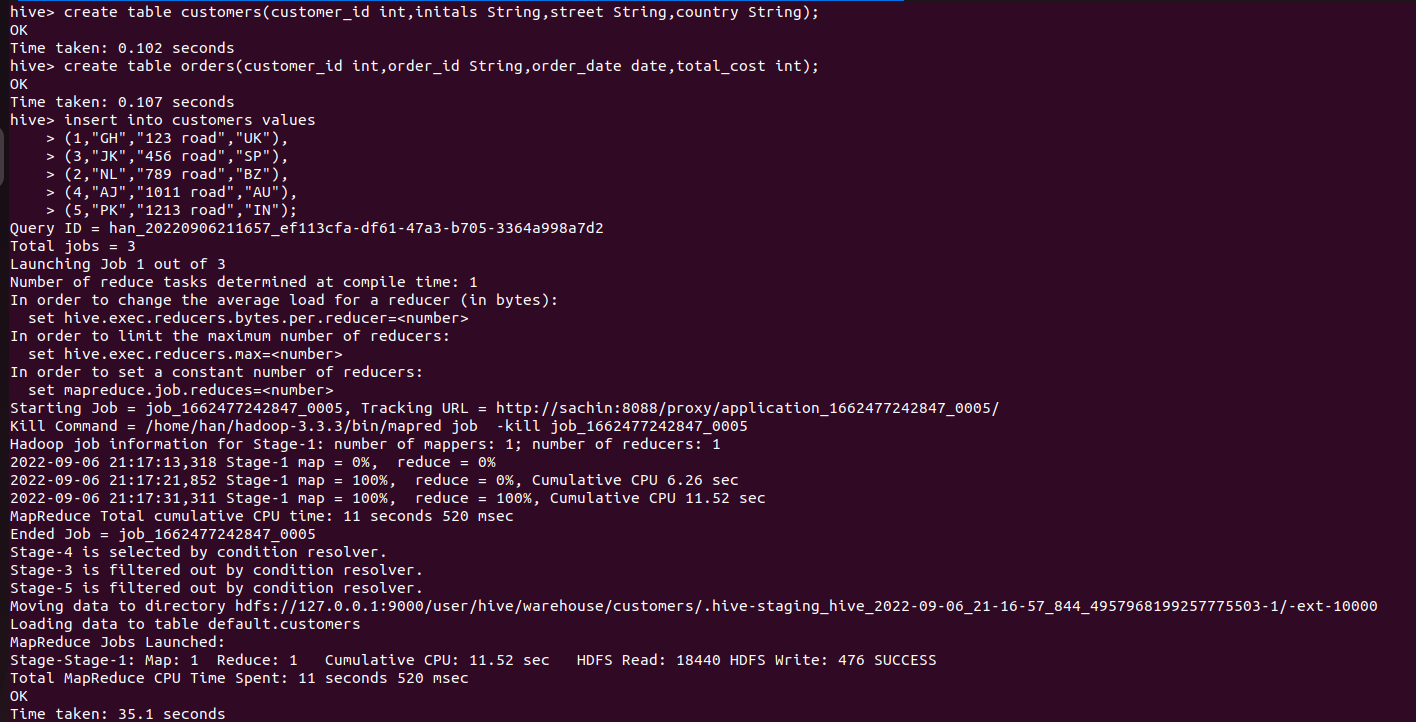 hive> create table customers(customer_id int,initals String,street String,country String);
OK
Time taken: 0.102 seconds
hive> create table orders(customer_id int,order_id String,order_date date,total_cost int);
OK
Time taken: 0.107 seconds
hive> insert into customers values
    > (1,"GH","123 road","UK"),
    > (3,"JK","456 road","SP"),
    > (2,"NL","789 road","BZ"),
    > (4,"AJ","1011 road","AU"),
    > (5,"PK","1213 road","IN");
Query ID = han_20220906211657_ef113cfa-df61-47a3-b705-3364a998a7d2
Total jobs = 3
Launching Job 1 out of 3
Number of reduce tasks determined at compile time: 1
In order to change the average load for a reducer (in bytes):
  set hive.exec.reducers.bytes.per.reducer=<number>
In order to limit the maximum number of reducers:
  set hive.exec.reducers.max=<number>
In order to set a constant number of reducers:
  set mapreduce.job.reduces=<number>
Starting Job = job_1662477242847_0005, Tracking URL = http://sachin:8088/proxy/application_1662477242847_0005/
Kill Command = /home/han/hadoop-3.3.3/bin/mapred job  -kill job_1662477242847_0005
Hadoop job information for Stage-1: number of mappers: 1; number of reducers: 1
2022-09-06 21:17:13,318 Stage-1 map = 0%,  reduce = 0%
2022-09-06 21:17:21,852 Stage-1 map = 100%,  reduce = 0%, Cumulative CPU 6.26 sec
2022-09-06 21:17:31,311 Stage-1 map = 100%,  reduce = 100%, Cumulative CPU 11.52 sec
MapReduce Total cumulative CPU time: 11 seconds 520 msec
Ended Job = job_1662477242847_0005
Stage-4 is selected by condition resolver.
Stage-3 is filtered out by condition resolver.
Stage-5 is filtered out by condition resolver.
Moving data to directory hdfs://127.0.0.1:9000/user/hive/warehouse/customers/.hive-staging_hive_2022-09-06_21-16-57_844_4957968199257775503-1/-ext-10000
Loading data to table default.customers
MapReduce Jobs Launched:
Stage-Stage-1: Map: 1  Reduce: 1   Cumulative CPU: 11.52 sec   HDFS Read: 18440 HDFS Write: 476 SUCCESS
Total MapReduce CPU Time Spent: 11 seconds 520 msec
OK
Time taken: 35.1 seconds